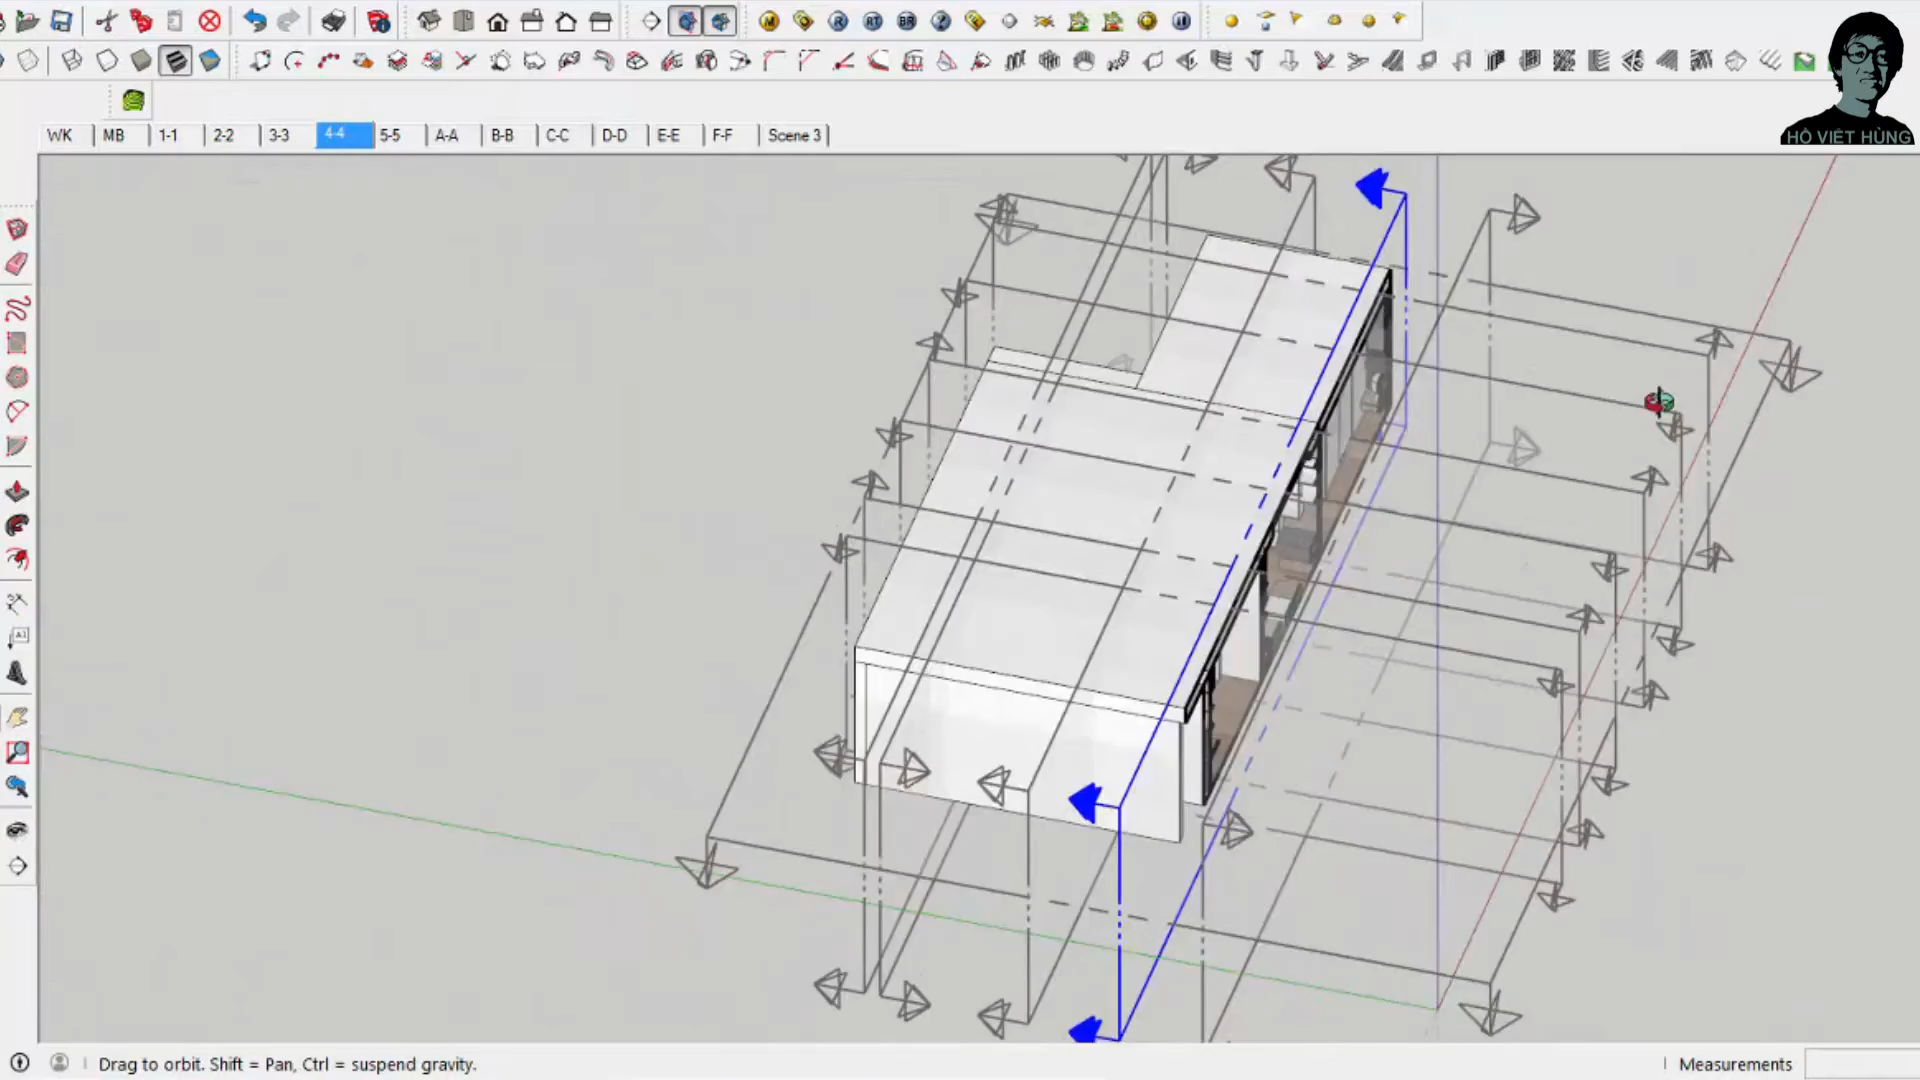 HỒ VIẾT HÙNG
WK
MB
1-1
2-2
3-3
4-4
5-5
A-A
B-B
C-C
D-D
E-E
F-F
Scene 3
Drag to orbit. Shift = Pan, Ctrl = suspend gravity.
Measurements